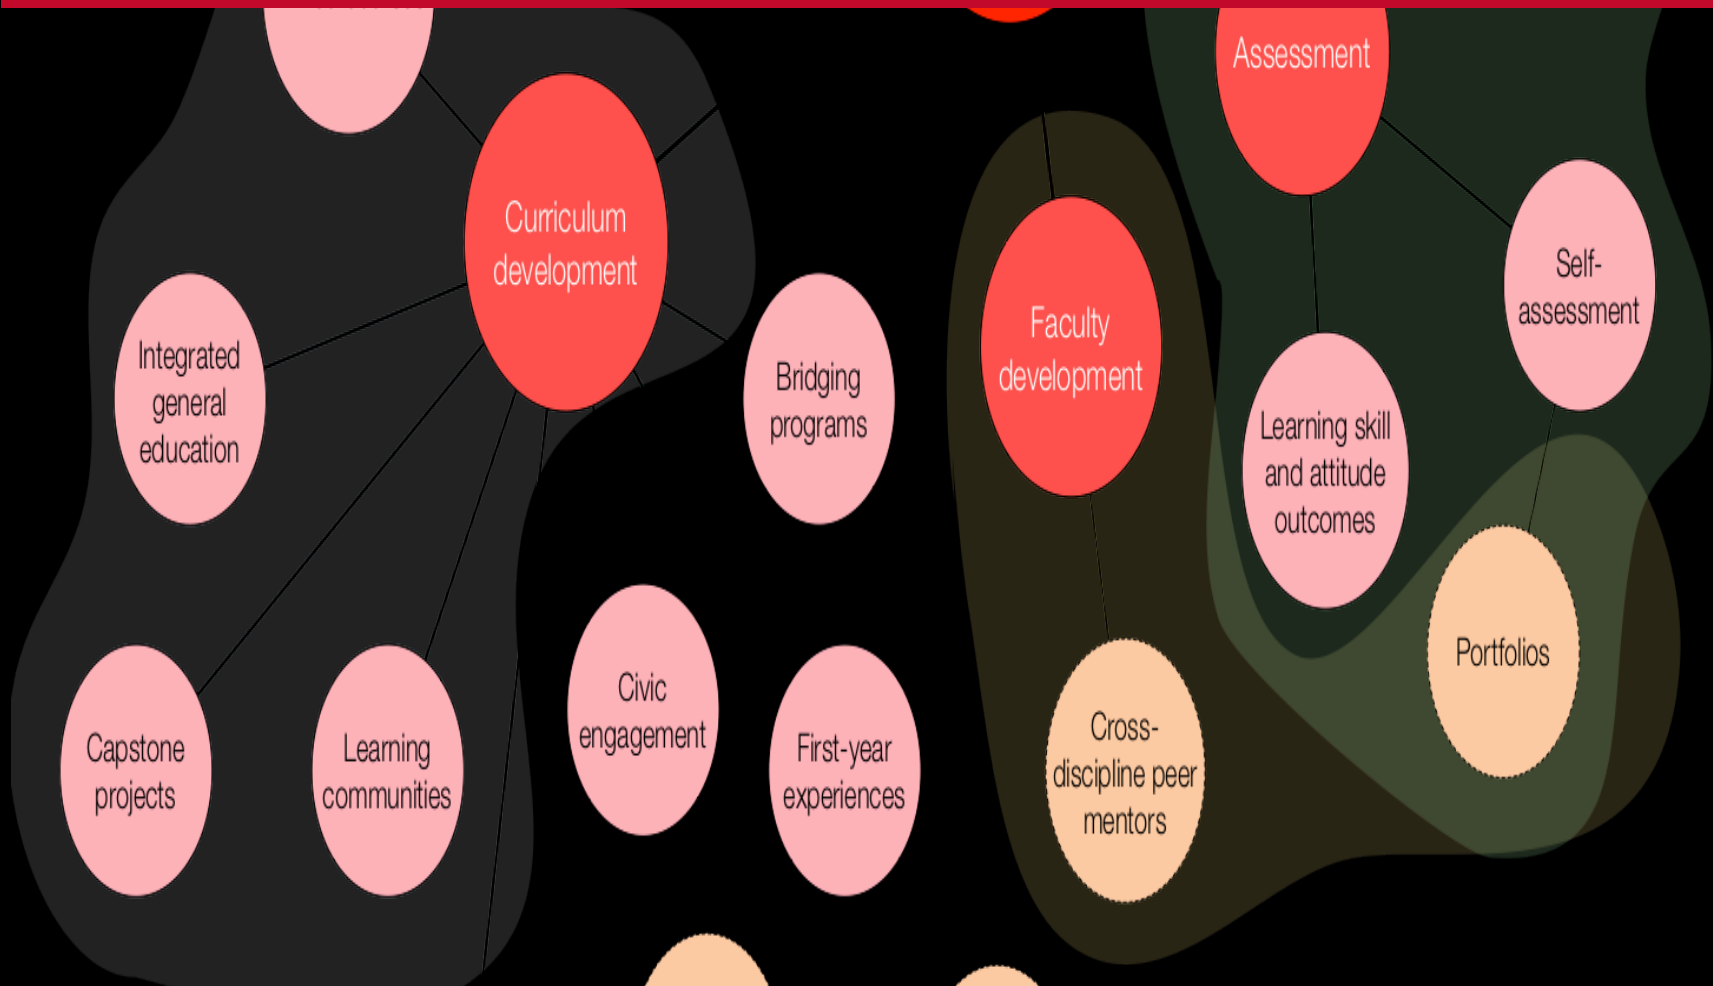 Assessment
Curriculum
development
Self-
assessment
Faculty
development
Integrated
general
education
Bridging
programs
Learning skill
and attitude
outcomes
Portfolios
Civic
engagement
Cross-
discipline peer
mentors
Capstone
projects
Learning
communities
First-year
experiences